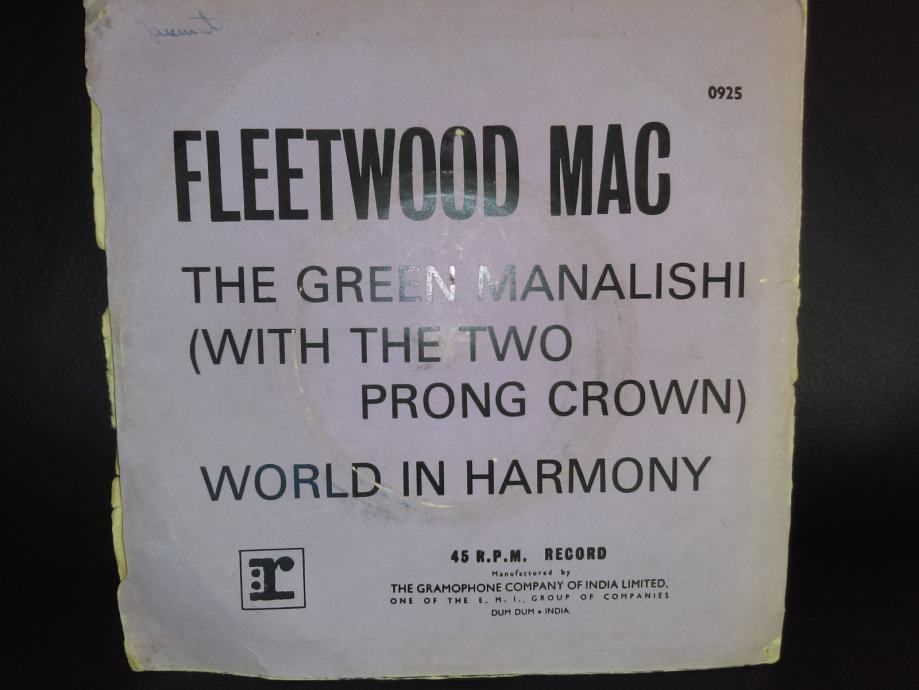 0925
FLEETWOOD MAC
THE GREEN MANALISHI
(WITH THE TWO
PRONG CROWN)
WORLD IN HARMONY
r
45 R.P.M. RECORD
Manufactured by
THE GRAMOPHONE COMPANY OF INDIA LIMITED.
ONE OF THE E. M. I., GROUP OF COMPANIES
DUM DUM • INDIA